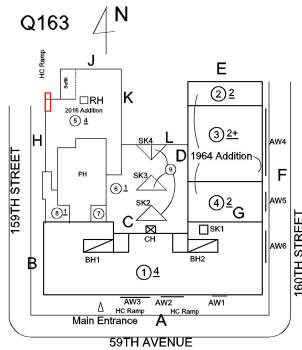 Q163
N
HC Ramp
J
E
Soffit
RH
2016 Addition
5 4
K
2 2
H
SK4
L
3 2+
D
1964 Addition
AW4
F
159TH STREET
PH
9
6 1
SK3
4 2
AW5
8 1
7
SK2
G
C
SK1
CH
AW6
160TH STREET
B
BH1
BH2
1 4
AW3
AW2
AW1
HC Ramp
HC Ramp
Main Entrance
A
59TH AVENUE